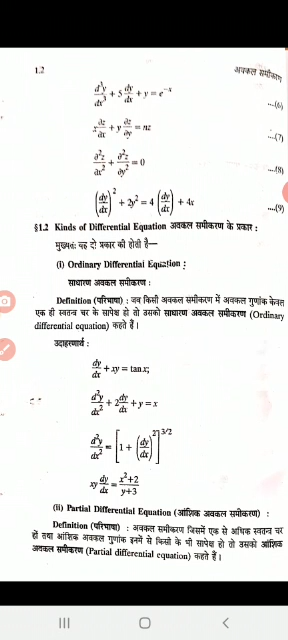 1.2 अवकल समीकरण
d³y/dx³ + 5 dy/dx + y = e⁻ˣ ....(6)
x ∂z/∂x + y ∂z/∂y = nz ....(7)
∂²z/∂x² + ∂²z/∂y² = 0 ....(8)
(dy/dx)² + 2y² = 4 (dy/dx) + 4x ....(9)
§1.2 Kinds of Differential Equation अवकल समीकरण के प्रकार :
मुख्यतः यह दो प्रकार की होती है—
(i) Ordinary Differential Equation :
साधारण अवकल समीकरण :
Definition (परिभाषा) : जब किसी अवकल समीकरण में अवकल गुणांक केवल
एक ही स्वतन्त्र चर के सापेक्ष हो तो उसको साधारण अवकल समीकरण (Ordinary
differential equation) कहते हैं।
उदाहरणार्थ :
dy/dx + xy = tan x;
d²y/dx² + 2 dy/dx + y = x
d²y/dx² = [1 + (dy/dx)²]^3/2
xy dy/dx = x²+2/y+3
(ii) Partial Differential Equation (आंशिक अवकल समीकरण) :
Definition (परिभाषा) : अवकल समीकरण जिसमें एक से अधिक स्वतन्त्र चर
हों तथा आंशिक अवकल गुणांक इनमें से किसी के भी सापेक्ष हो तो उसको आंशिक
अवकल समीकरण (Partial differential equation) कहते हैं।